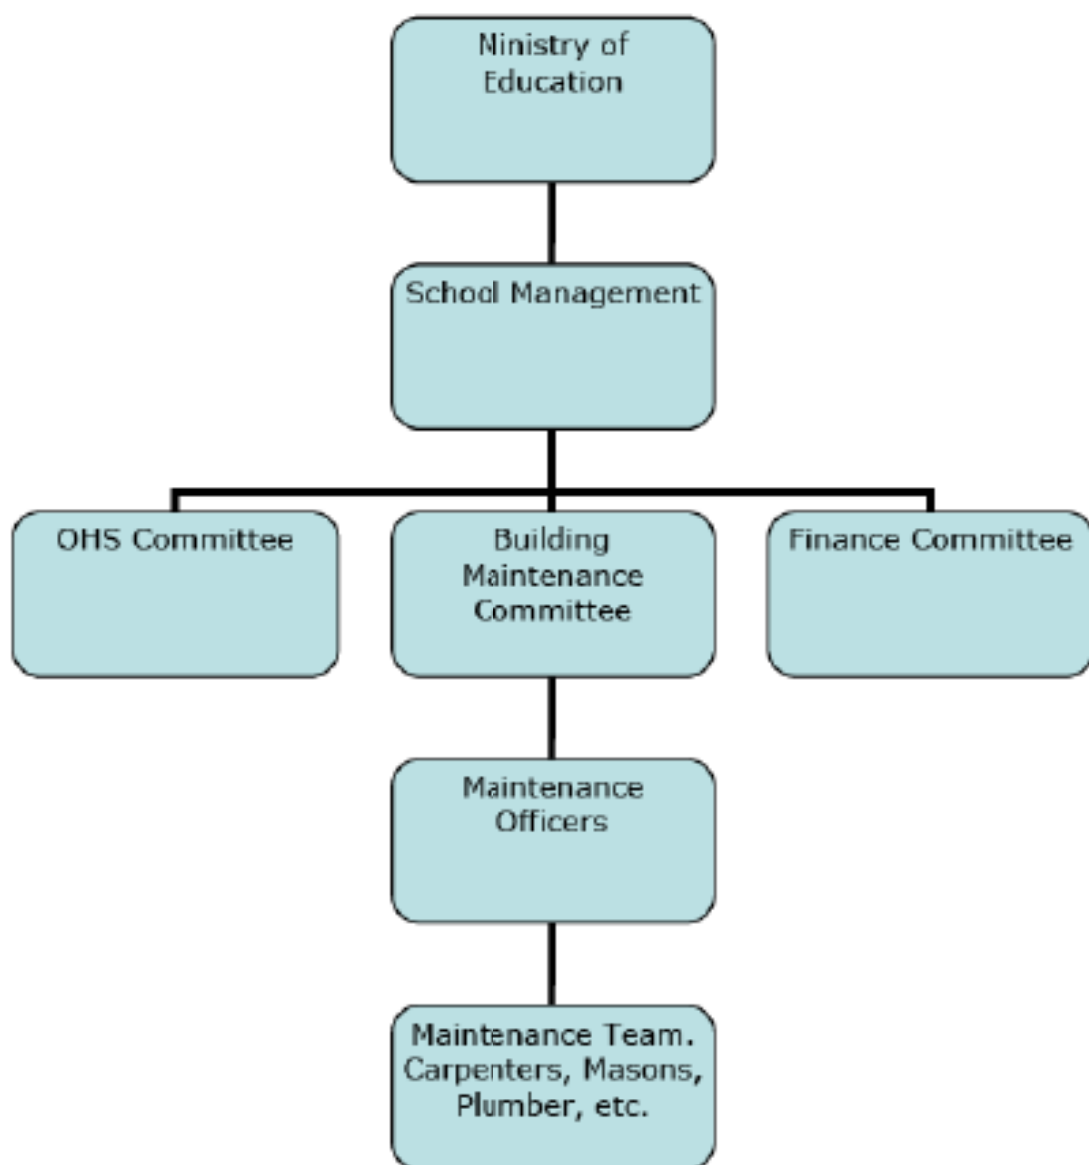 Ninistry of
Education
School Management
OHS Committee
Building
Maintenance
Committee
Finance Committee
Maintenance
Officers
Maintenance Team.
Carpenters, Masons,
Plumber, etc.